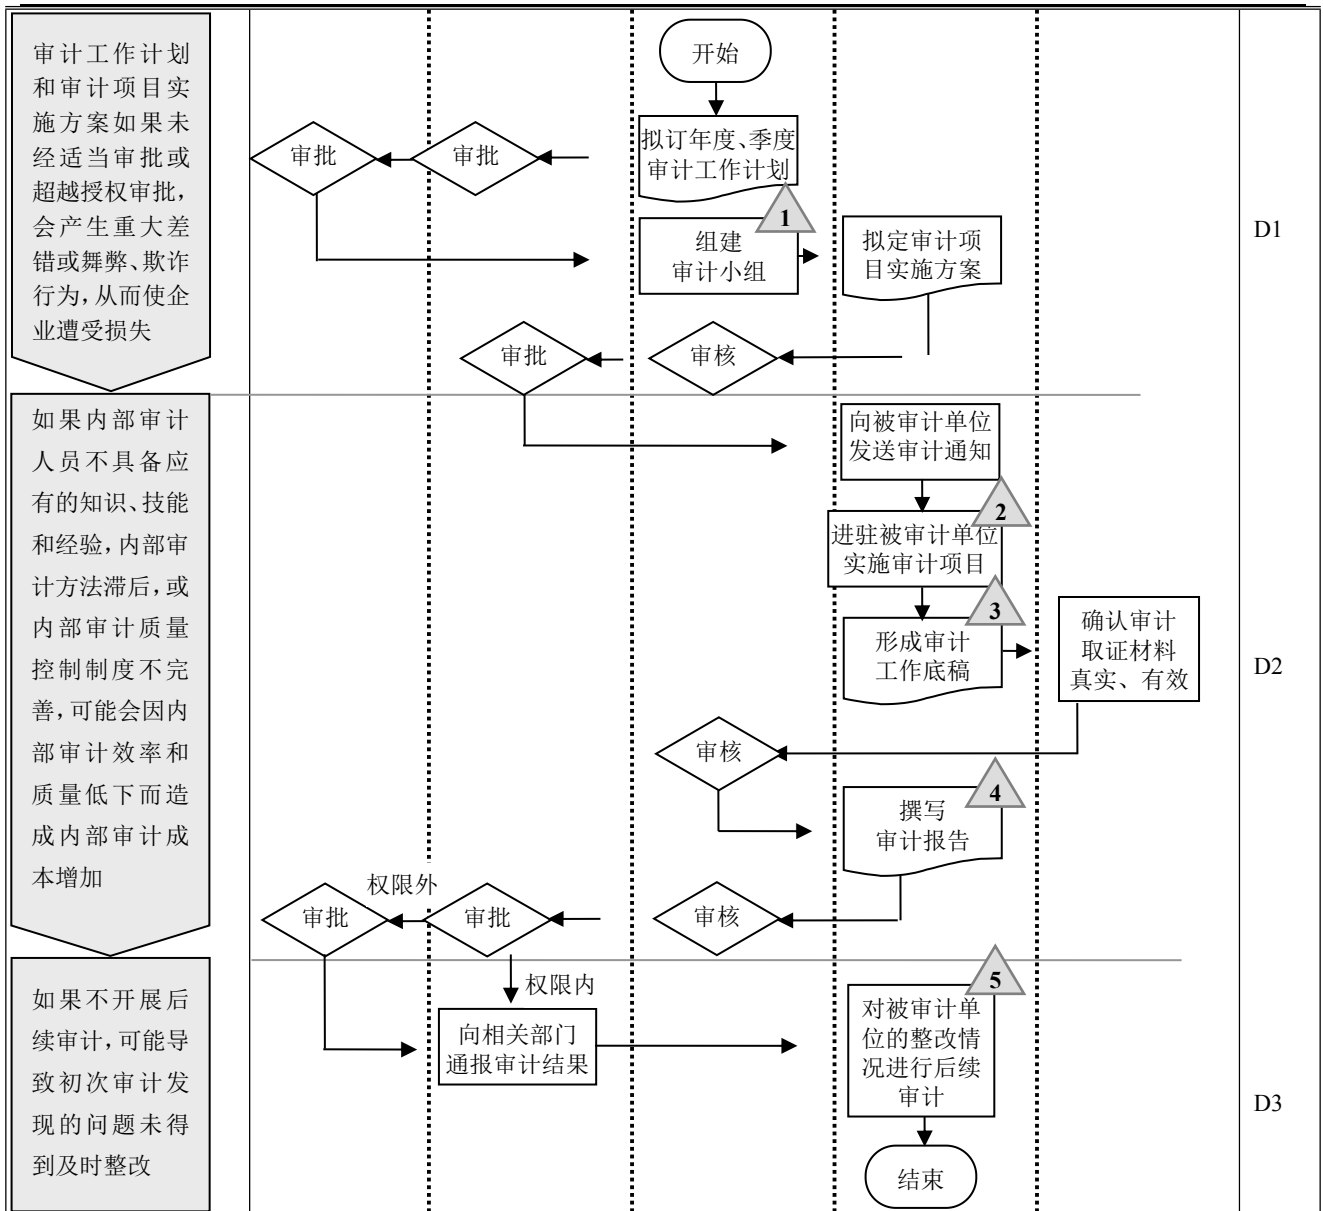 审计工作计划
和审计项目实
施方案如果未
经适当审批或
超越授权审批，
会产生重大差
错或舞弊、欺诈
行为，从而使企
业遭受损失
开始
拟订年度、季度
审计工作计划
审批
审批
1
组建
审计小组
拟定审计项
目实施方案
审批
审核
D1
如果内部审计
人员不具备应
有的知识、技能
和经验，内部审
计方法滞后，或
内部审计质量
控制制度不完
善，可能会因内
部审计效率和
质量低下而造
成内部审计成
本增加
向被审计单位
发送审计通知
2
进驻被审计单位
实施审计项目
3
形成审计
工作底稿
确认审计
取证材料
真实、有效
D2
审核
4
撰写
审计报告
权限外
审批
审批
审核
如果不开展后
续审计，可能导
致初次审计发
现的问题未得
到及时整改
权限内
向相关部门
通报审计结果
5
对被审计单
位的整改情
况进行后续
审计
D3
结束